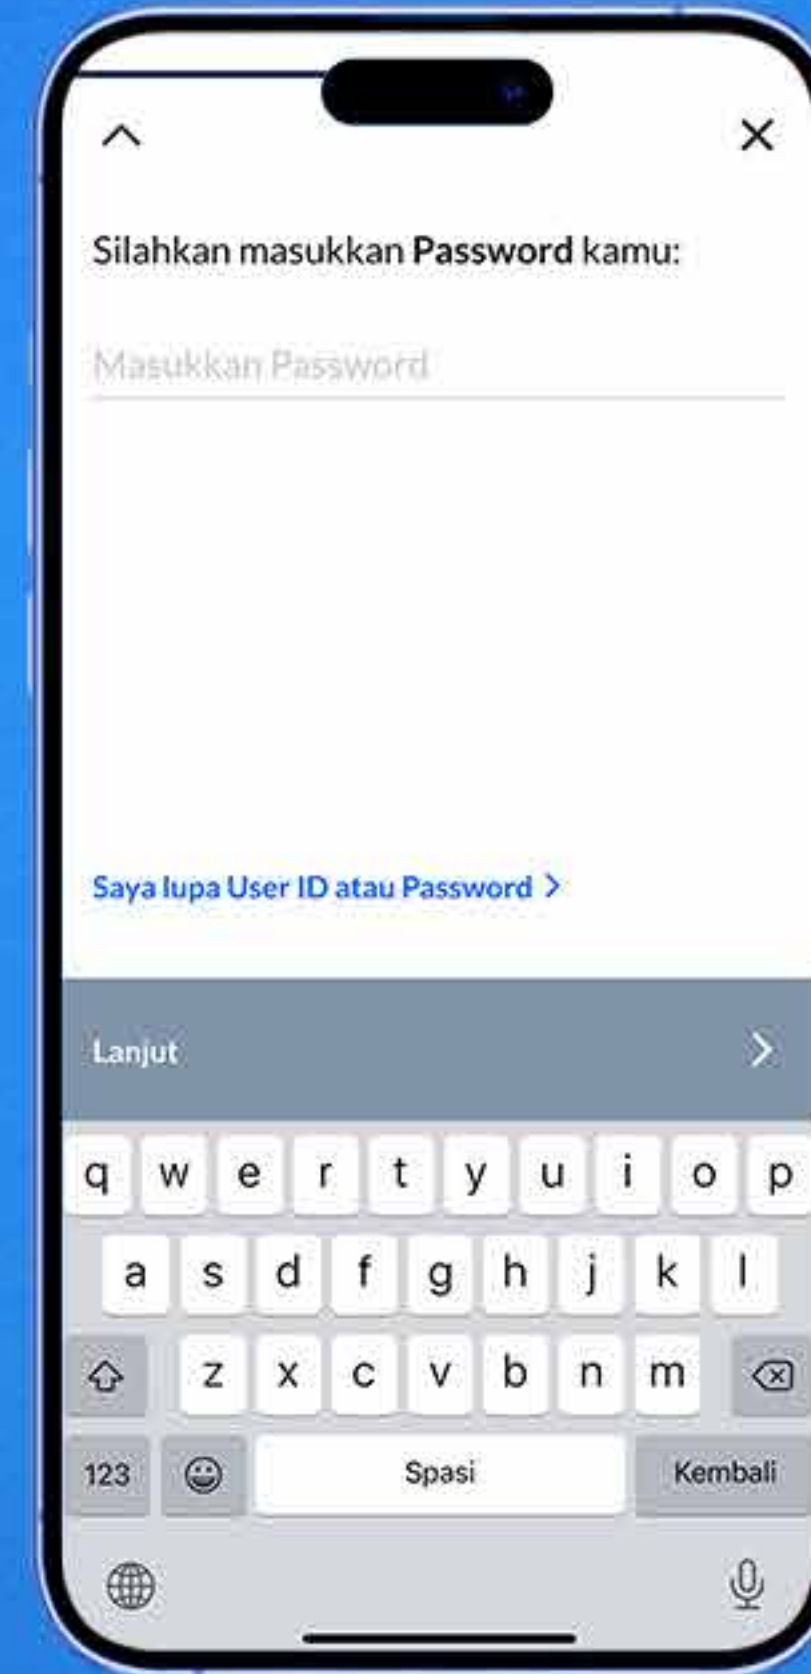 Silahkan masukkan Password kamu:
Masukkan Password
Saya lupa User ID atau Password >
Lanjut >
q w e r t y u i o p
a s d f g h j k l
z x c v b n m
123 Spasi Kembali